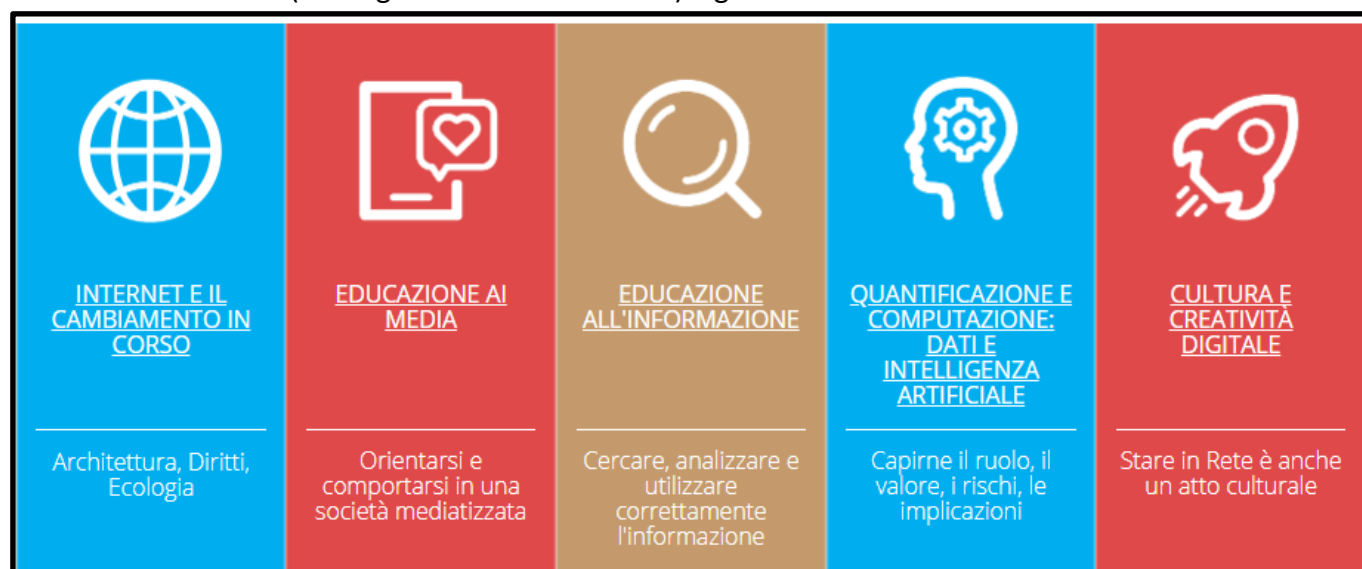 INTERNET E IL
CAMBIAMENTO IN
CORSO
Architettura, Diritti,
Ecologia
EDUCAZIONE AI
MEDIA
Orientarsi e
comportarsi in una
società mediatizzata
EDUCAZIONE
ALL'INFORMAZIONE
Cercare, analizzare e
utilizzare
correttamente
l'informazione
QUANTIFICAZIONE E
COMPUTAZIONE:
DATI E
INTELLIGENZA
ARTIFICIALE
Capirne il ruolo, il
valore, i rischi, le
implicazioni
CULTURA E
CREATIVITÀ
DIGITALE
Stare in Rete è anche
un atto culturale